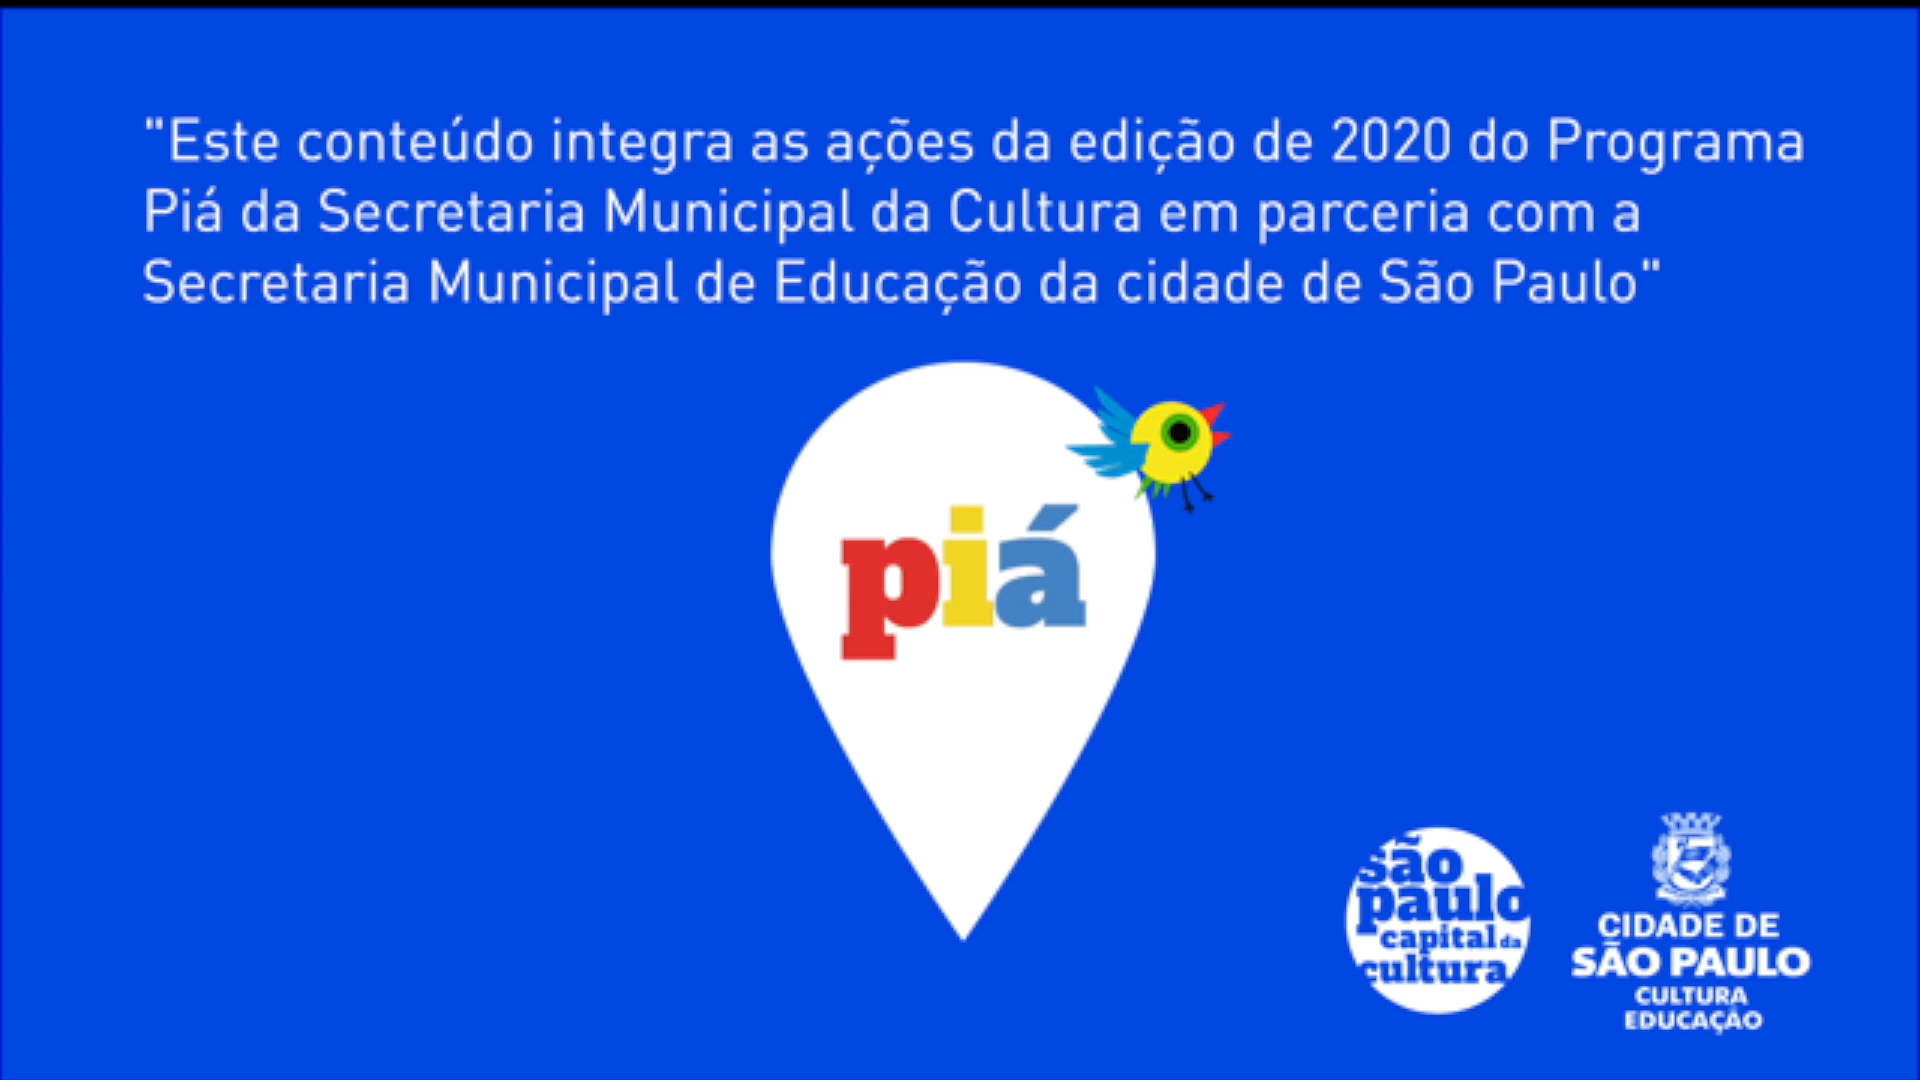 "Este conteúdo integra as ações da edição de 2020 do Programa
Piá da Secretaria Municipal da Cultura em parceria com a
Secretaria Municipal de Educação da cidade de São Paulo"
piá
são
paulo
capital da
cultura
CIDADE DE
SÃO PAULO
CULTURA
EDUCAÇÃO